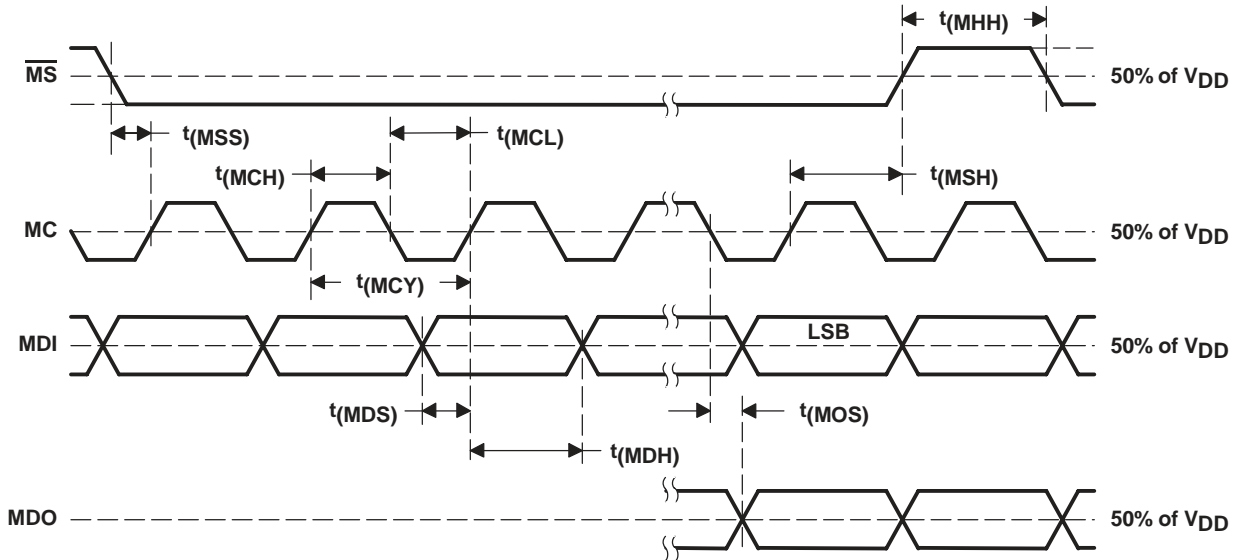 t(MHH)
MS 50% of VDD
t(MSS) t(MCL)
t(MCH) t(MSH)
MC 50% of VDD
t(MCY)
LSB
MDI 50% of VDD
t(MDS) t(MOS)
t(MDH)
MDO 50% of VDD